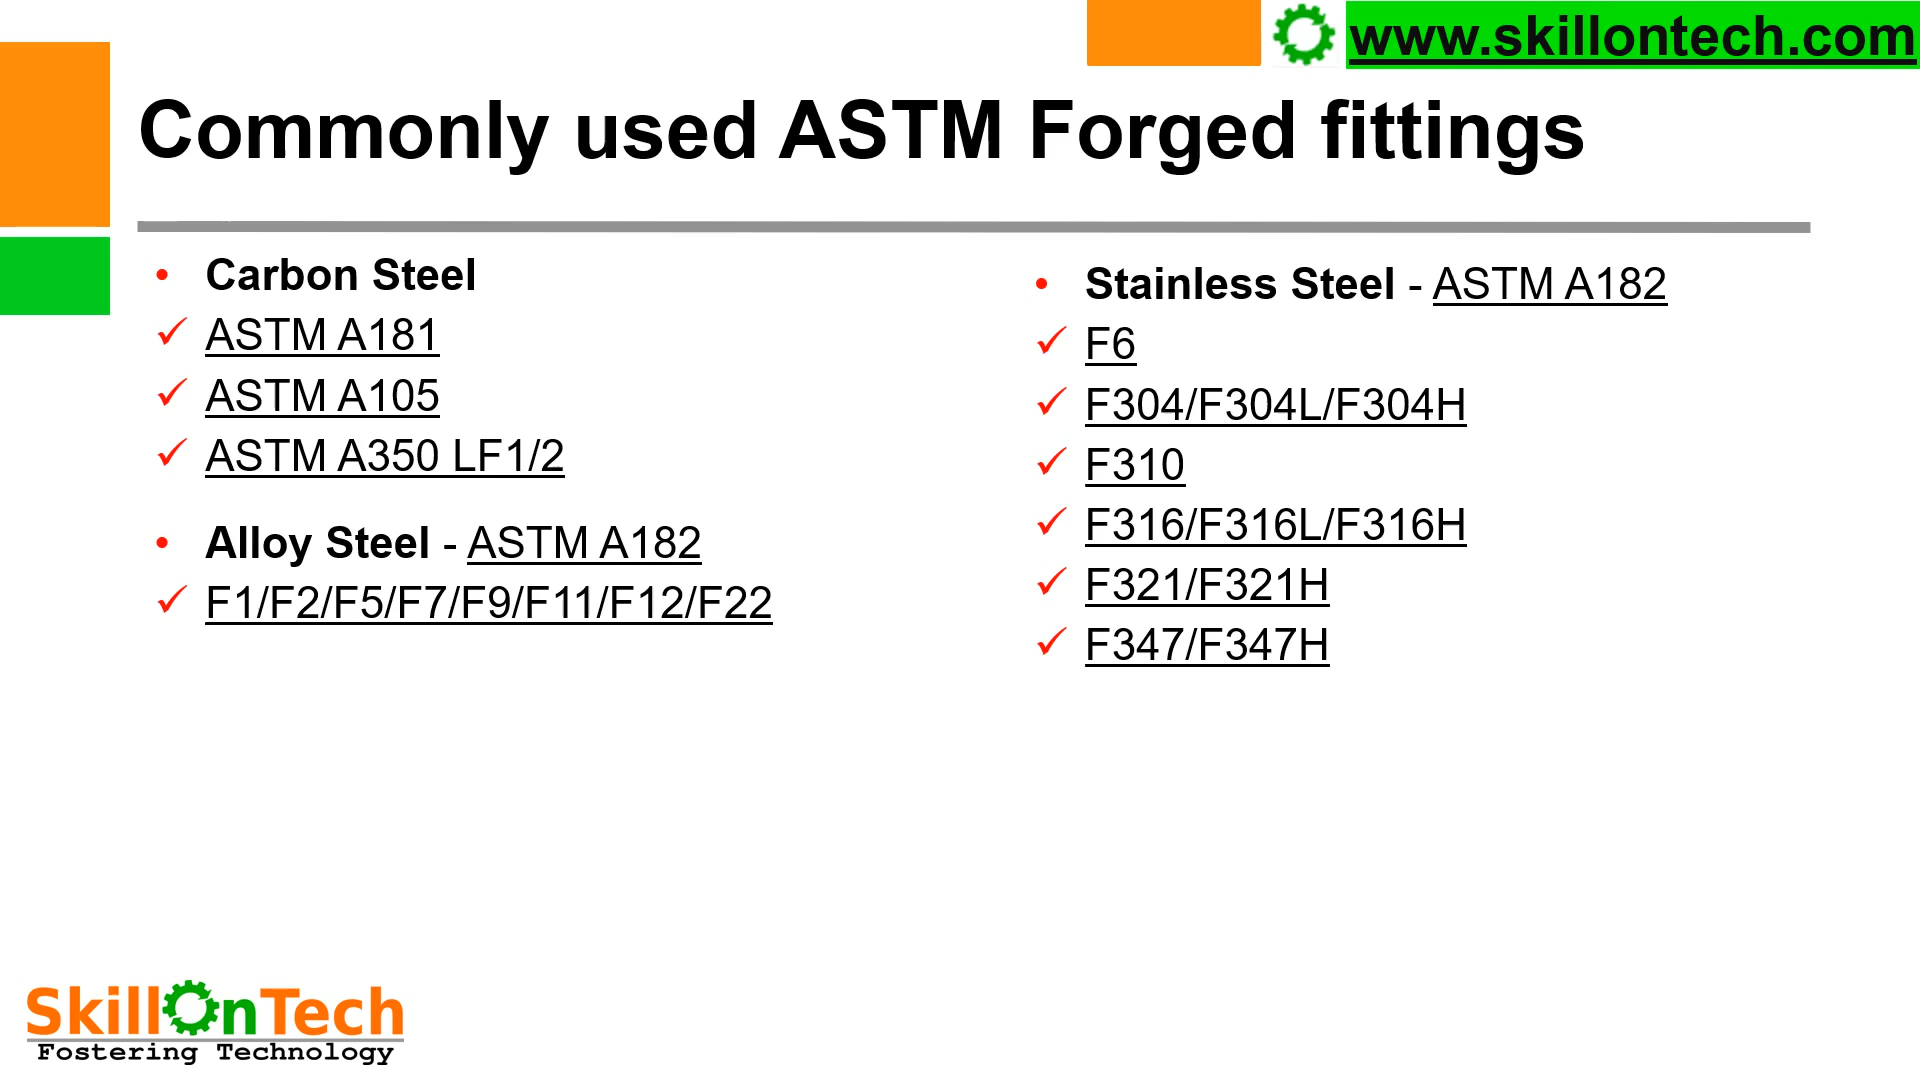 www.skillontech.com
Commonly used ASTM Forged fittings
• Carbon Steel
✓ ASTM A181
✓ ASTM A105
✓ ASTM A350 LF1/2
• Alloy Steel - ASTM A182
✓ F1/F2/F5/F7/F9/F11/F12/F22
• Stainless Steel - ASTM A182
✓ F6
✓ F304/F304L/F304H
✓ F310
✓ F316/F316L/F316H
✓ F321/F321H
✓ F347/F347H
SkillOnTech
Fostering Technology